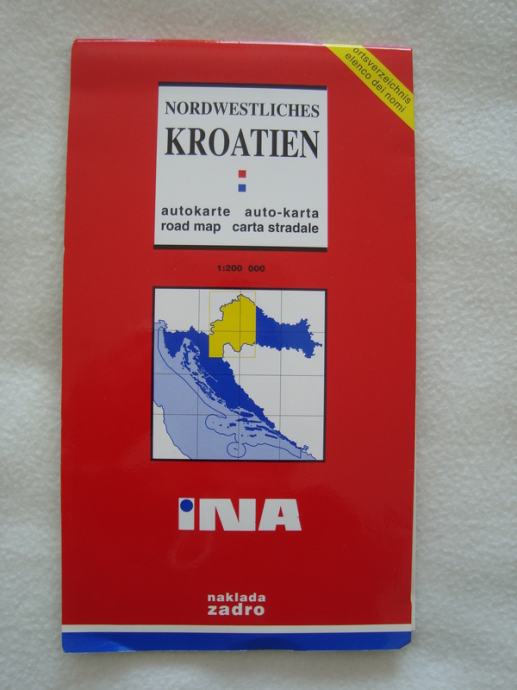 ortsverzeichnis
elenco dei nomi
NORDWESTLICHES
KROATIEN
autokarte auto-karta
road map carta stradale
1:200 000
iNA
naklada
zadro